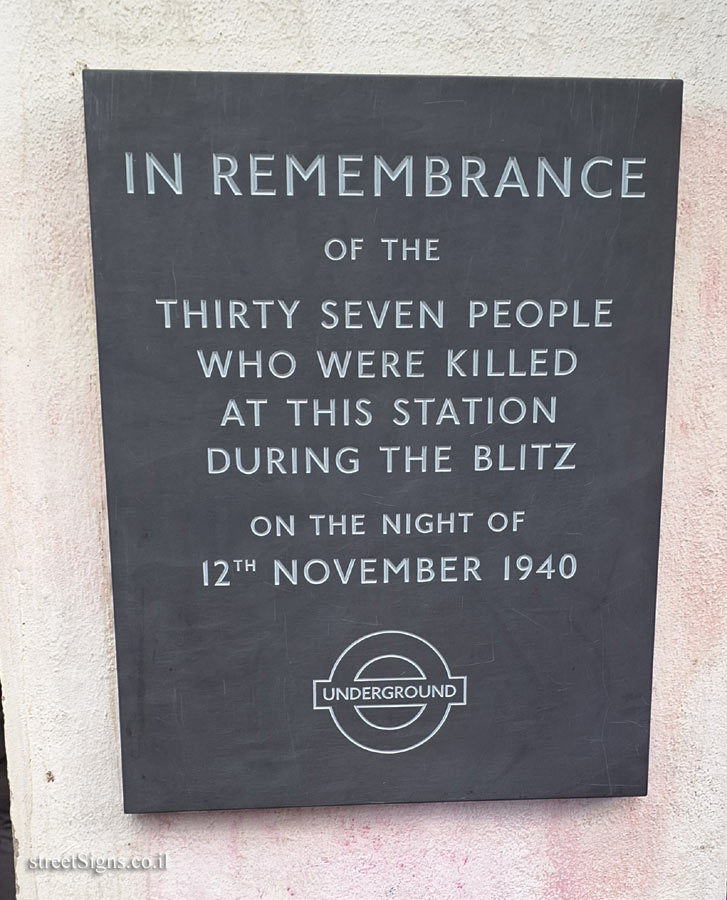 IN REMEMBRANCE
OF THE
THIRTY SEVEN PEOPLE
WHO WERE KILLED
AT THIS STATION
DURING THE BLITZ
ON THE NIGHT OF
12TH NOVEMBER 1940
UNDERGROUND
streetSigns.co.il